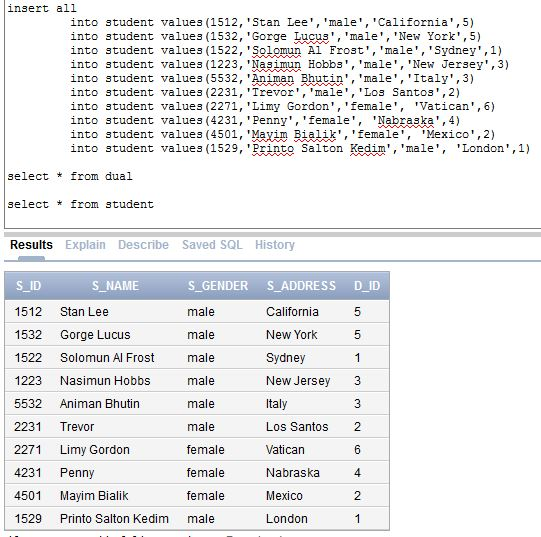 insert all
into student values(1512,'Stan Lee','male','California',5)
into student values(1532,'Gorge Lucus','male','New York',5)
into student values(1522,'Solomun Al Frost','male','Sydney',1)
into student values(1223,'Nasimun Hobbs','male','New Jersey',3)
into student values(5532,'Animan Bhutin','male','Italy',3)
into student values(2231,'Trevor','male','Los Santos',2)
into student values(2271,'Limy Gordon','female', 'Vatican',6)
into student values(4231,'Penny','female', 'Nabraska',4)
into student values(4501,'Mayim Bialik','female', 'Mexico',2)
into student values(1529,'Printo Salton Kedim','male', 'London',1)
select * from dual
select * from student
Results Explain Describe Saved SQL History
S_ID S_NAME S_GENDER S_ADDRESS D_ID
1512 Stan Lee male California 5
1532 Gorge Lucus male New York 5
1522 Solomun Al Frost male Sydney 1
1223 Nasimun Hobbs male New Jersey 3
5532 Animan Bhutin male Italy 3
2231 Trevor male Los Santos 2
2271 Limy Gordon female Vatican 6
4231 Penny female Nabraska 4
4501 Mayim Bialik female Mexico 2
1529 Printo Salton Kedim male London 1